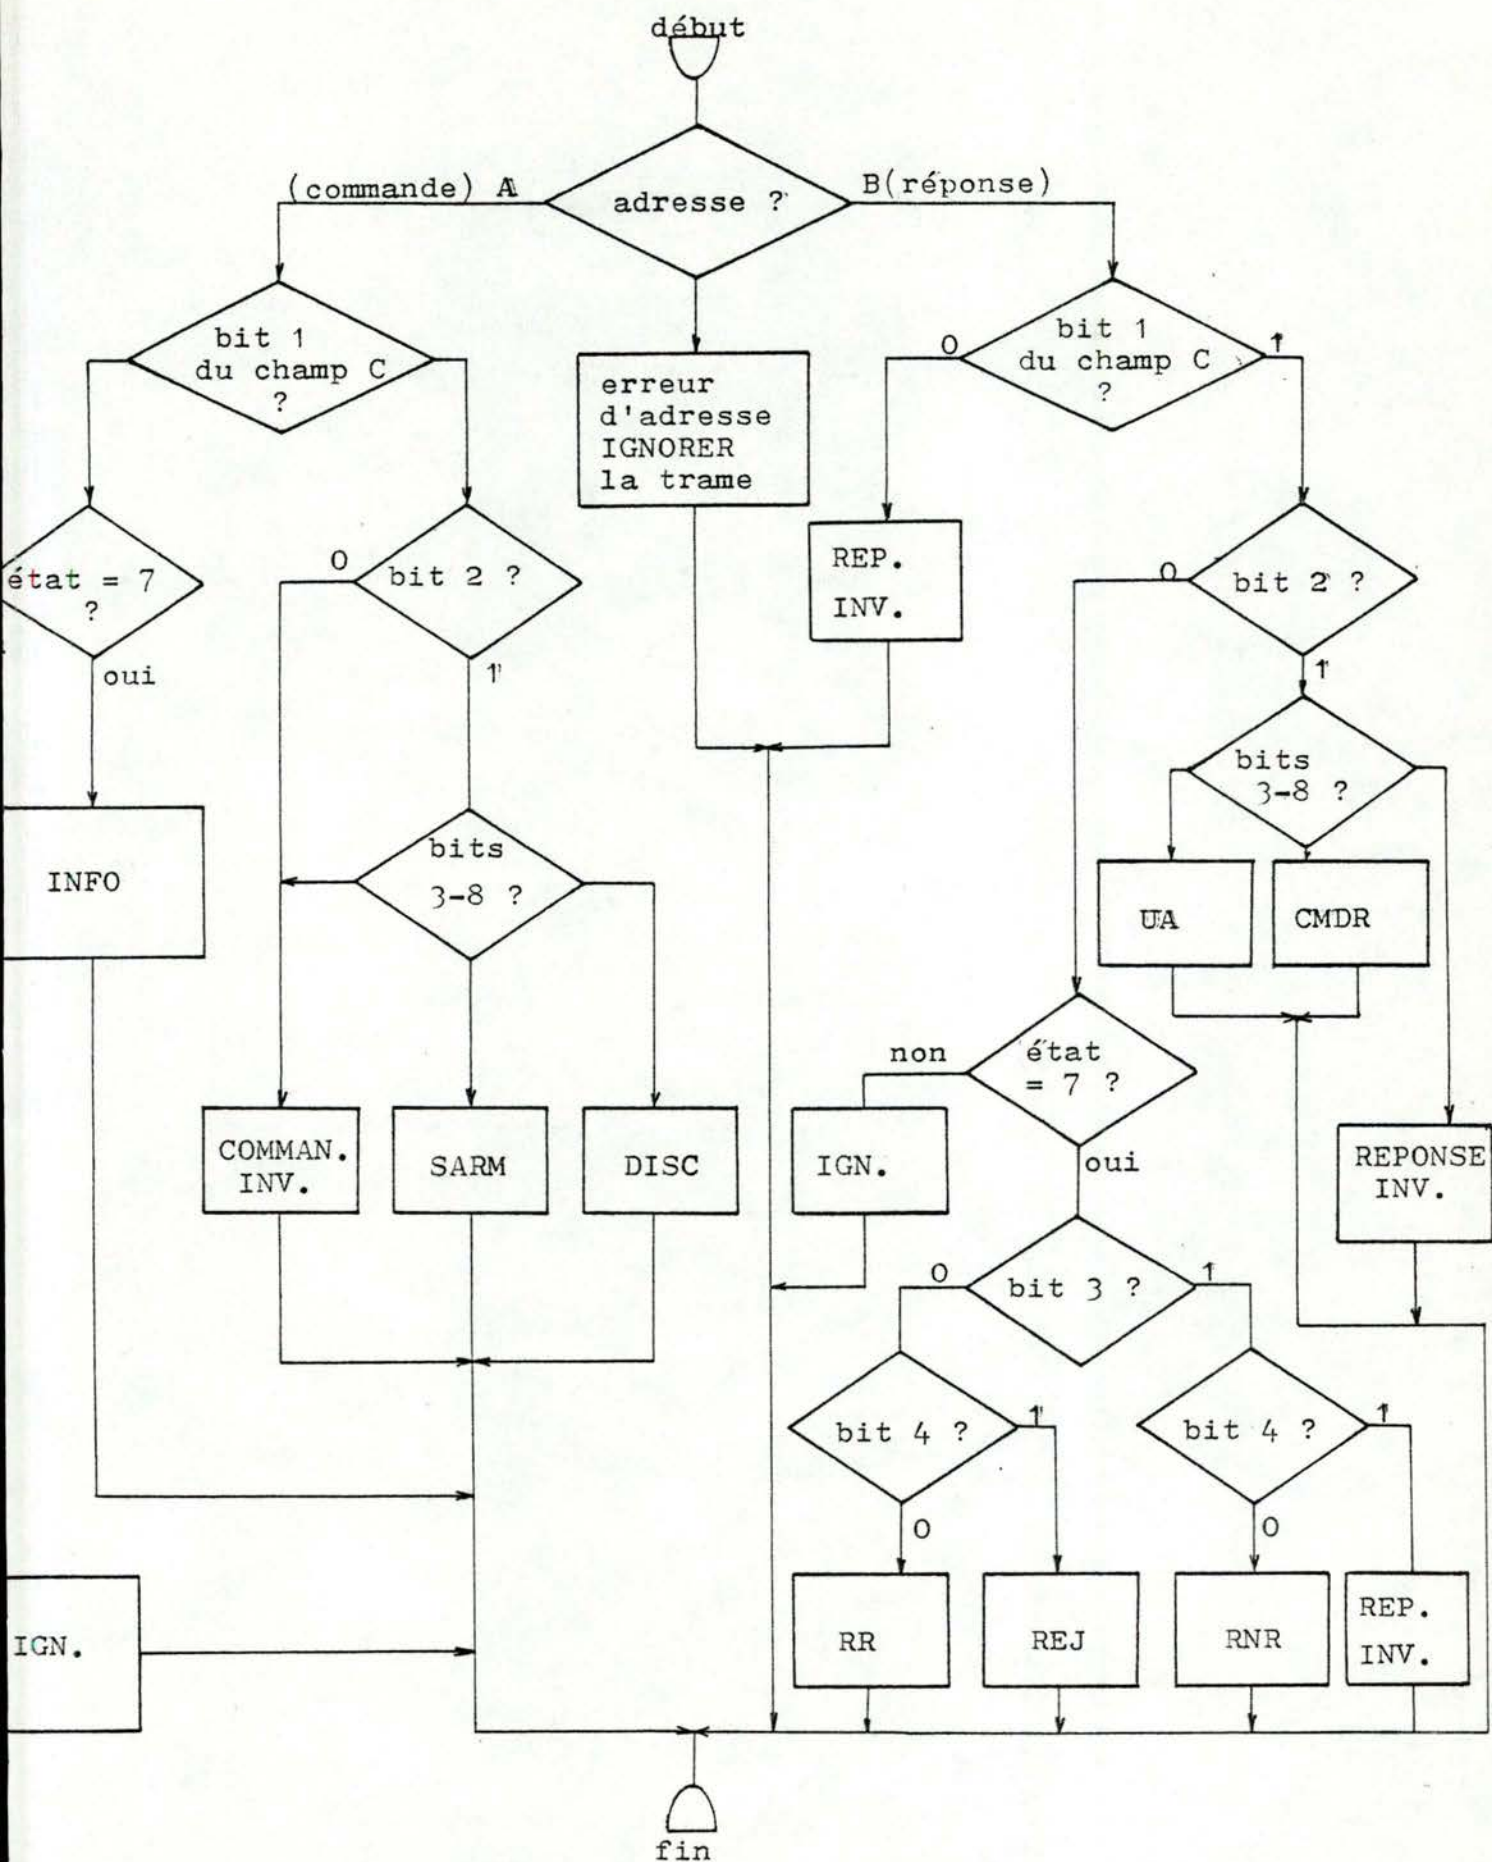 début
(commande) A
adresse ?
B(réponse)
bit 1
du champ C
?
erreur
d'adresse
IGNORER
la trame
0
bit 1
du champ C
?
1
état = 7
?
oui
0
bit 2 ?
1
REP.
INV.
0
bit 2 ?
1
bits
3-8 ?
INFO
bits
3-8 ?
UA
CMDR
non
état
= 7 ?
oui
COMMAN.
INV.
SARM
DISC
IGN.
REPONSE
INV.
0
bit 3 ?
1
bit 4 ?
1
0
bit 4 ?
1
0
IGN.
RR
REJ
RNR
REP.
INV.
fin